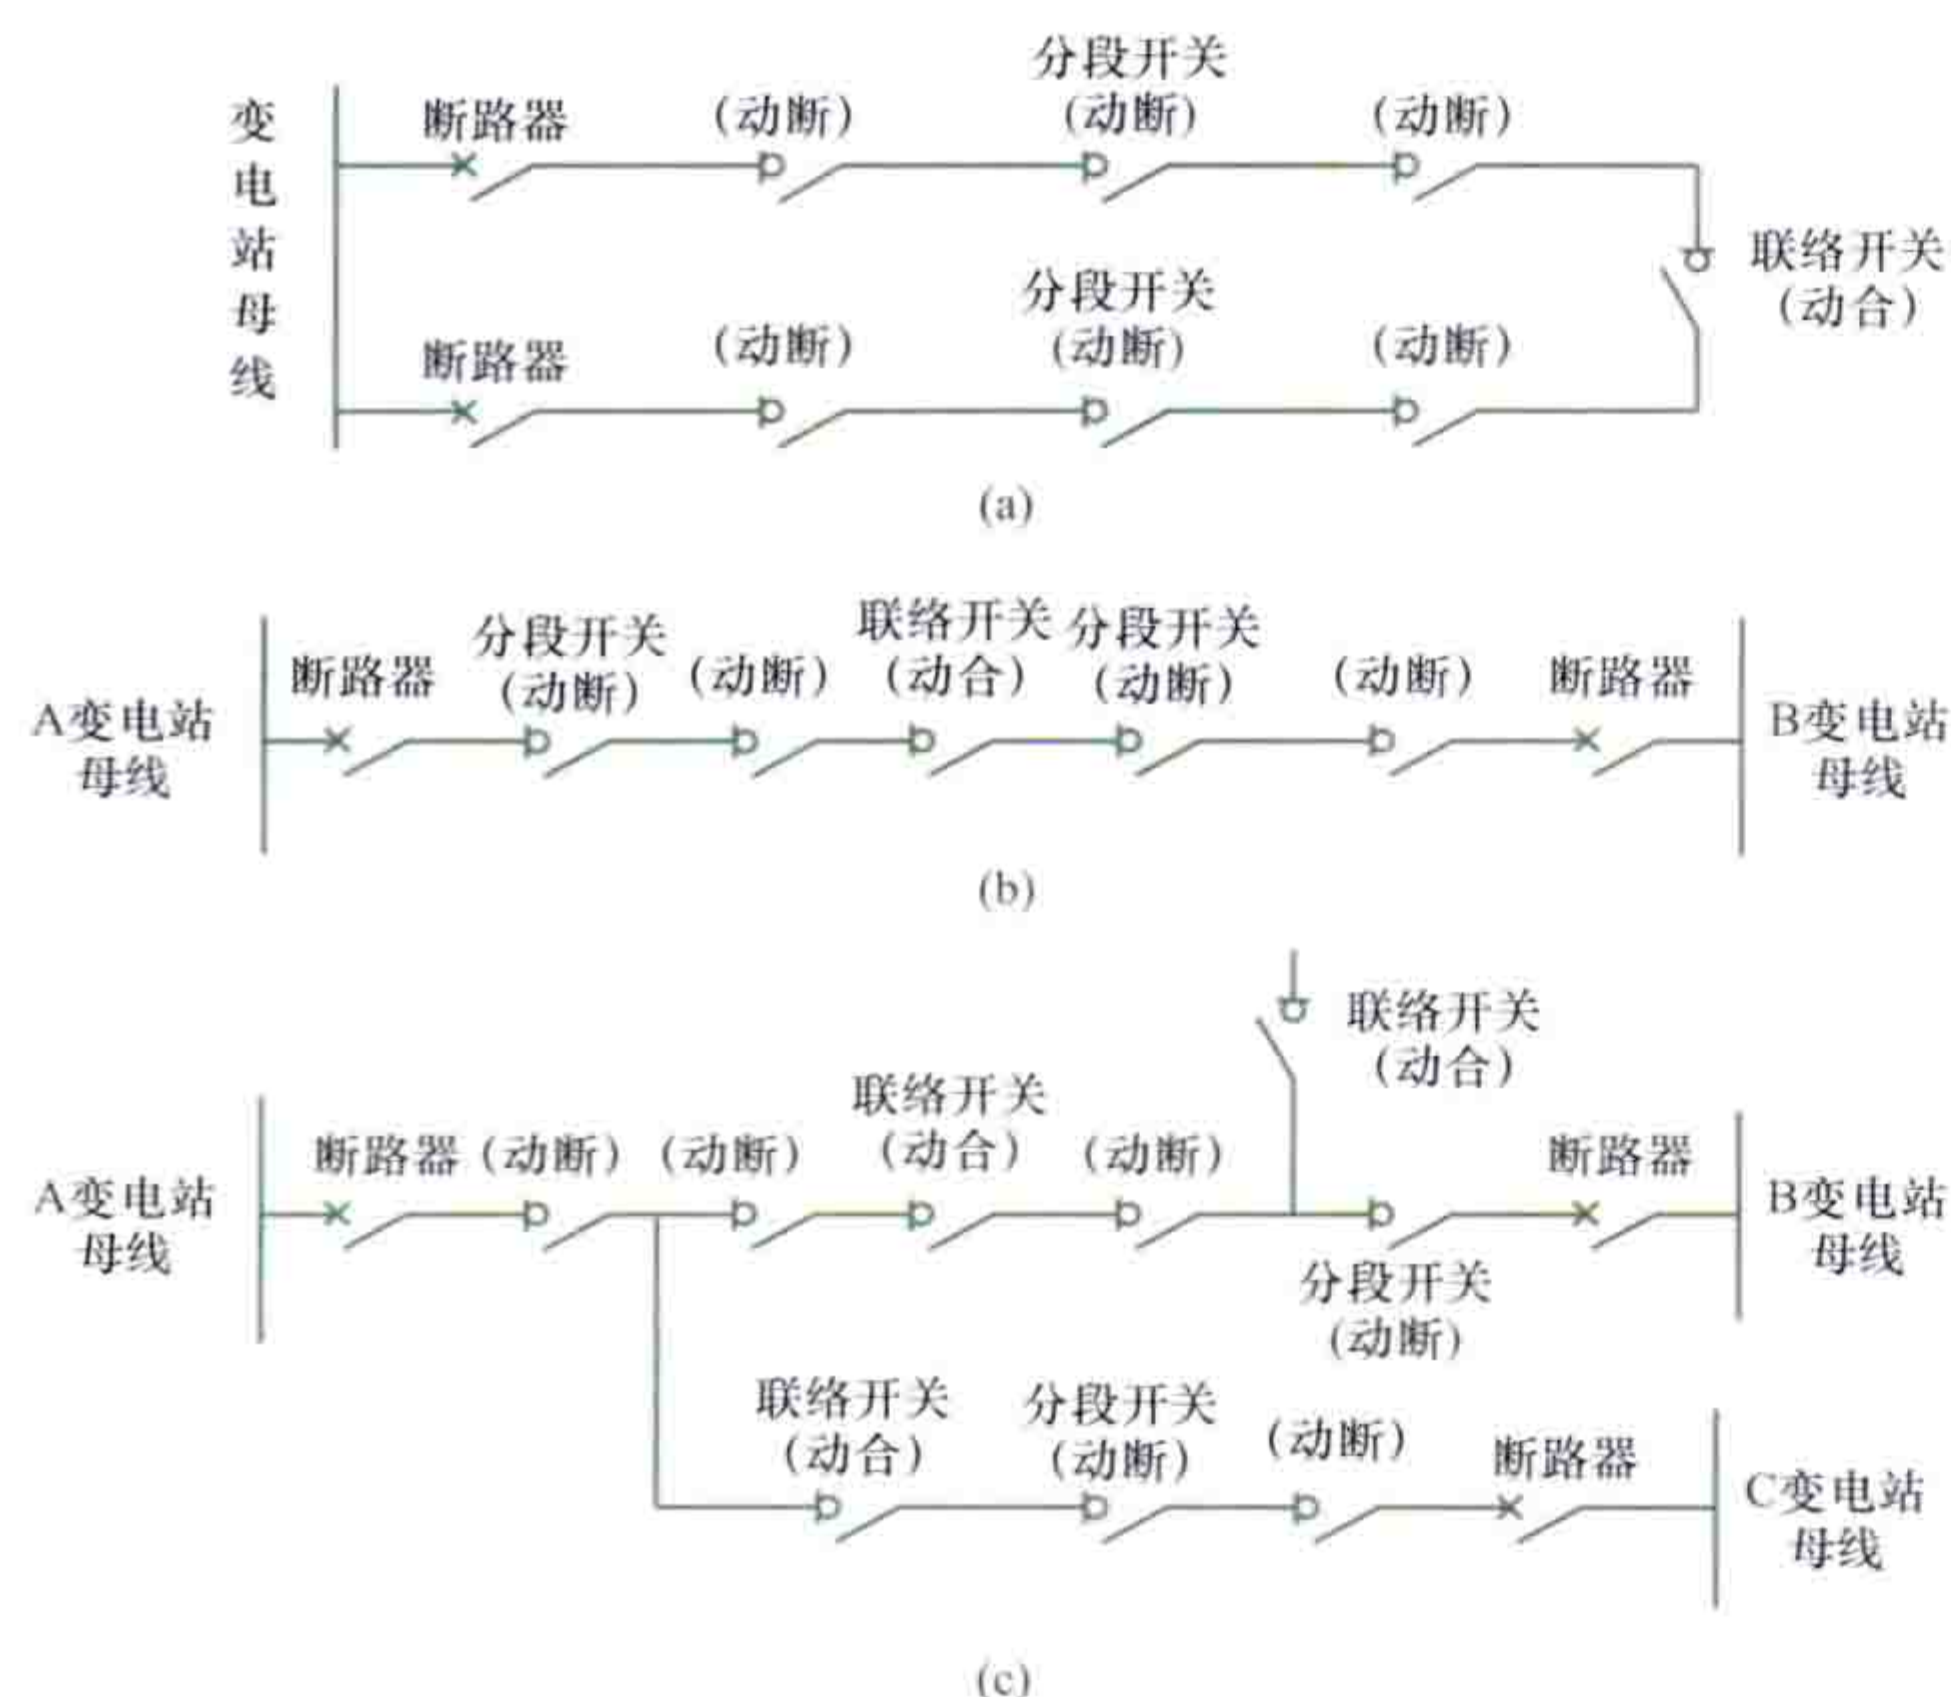 变电站母线
断路器
(动断)
分段开关
(动断)
(动断)
联络开关
(动合)
断路器
(动断)
分段开关
(动断)
(动断)
(a)
A变电站
母线
断路器
分段开关
(动断)
(动断)
联络开关
(动合)
分段开关
(动断)
(动断)
断路器
B变电站
母线
(b)
联络开关
(动合)
A变电站
母线
断路器
(动断)
(动断)
联络开关
(动合)
(动断)
断路器
B变电站
母线
分段开关
(动断)
联络开关
(动合)
分段开关
(动断)
(动断)
断路器
C变电站
母线
(c)